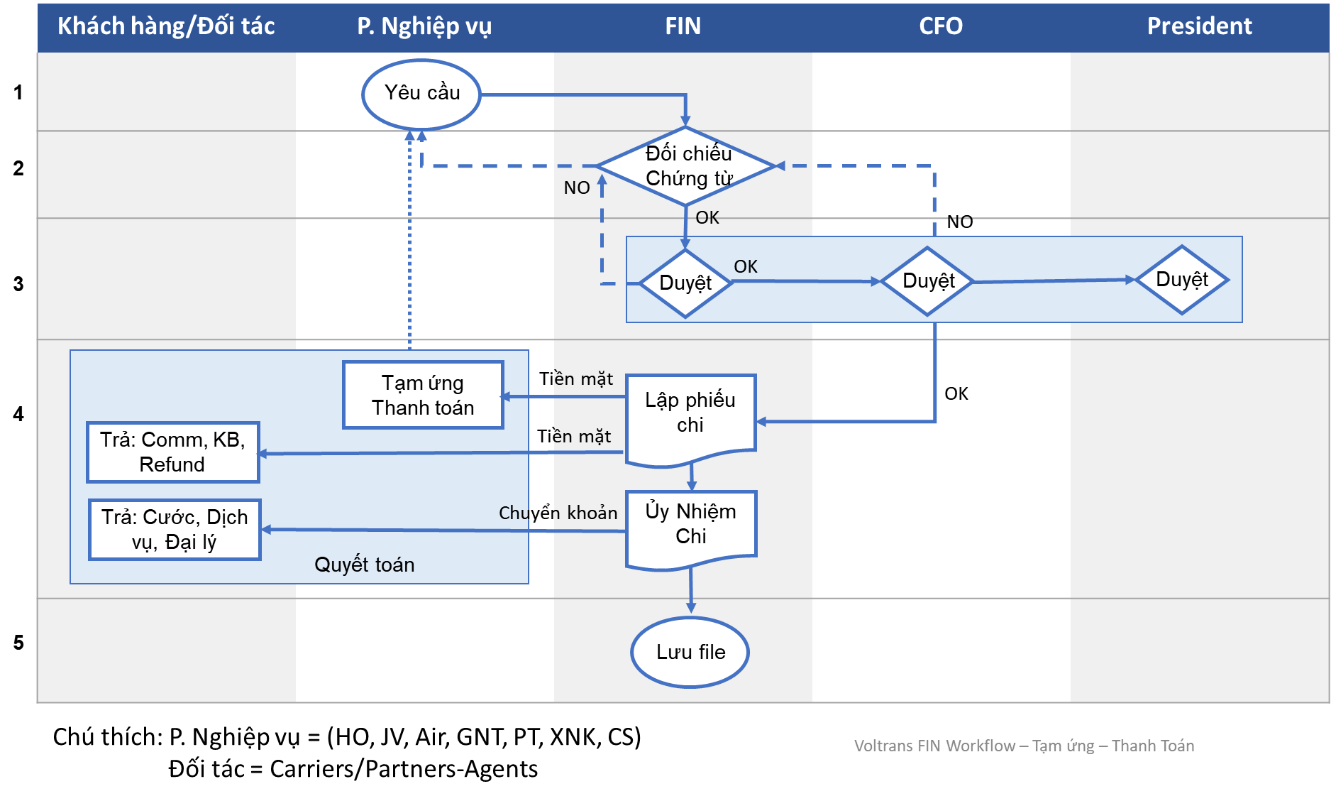 Khách hàng/Đối tác
P. Nghiệp vụ
FIN
CFO
President
1
Yêu cầu
2
Đối chiếu
Chứng từ
NO
OK
NO
3
Duyệt
OK
Duyệt
Duyệt
4
Tạm ứng
Thanh toán
Tiền mặt
Lập phiếu
chi
OK
Trả: Comm, KB,
Refund
Tiền mặt
Trả: Cước, Dịch
vụ, Đại lý
Chuyển khoản
Ủy Nhiệm
Chi
Quyết toán
5
Lưu file
Chú thích: P. Nghiệp vụ = (HO, JV, Air, GNT, PT, XNK, CS)
Đối tác = Carriers/Partners-Agents
Voltrans FIN Workflow – Tạm ứng – Thanh Toán